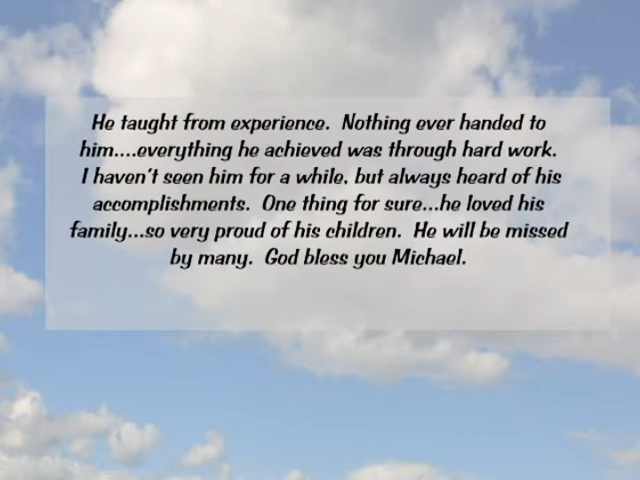 He taught from experience.  Nothing ever handed to
him....everything he achieved was through hard work.
I haven't seen him for a while, but always heard of his
accomplishments.  One thing for sure...he loved his
family...so very proud of his children.  He will be missed
by many.  God bless you Michael.